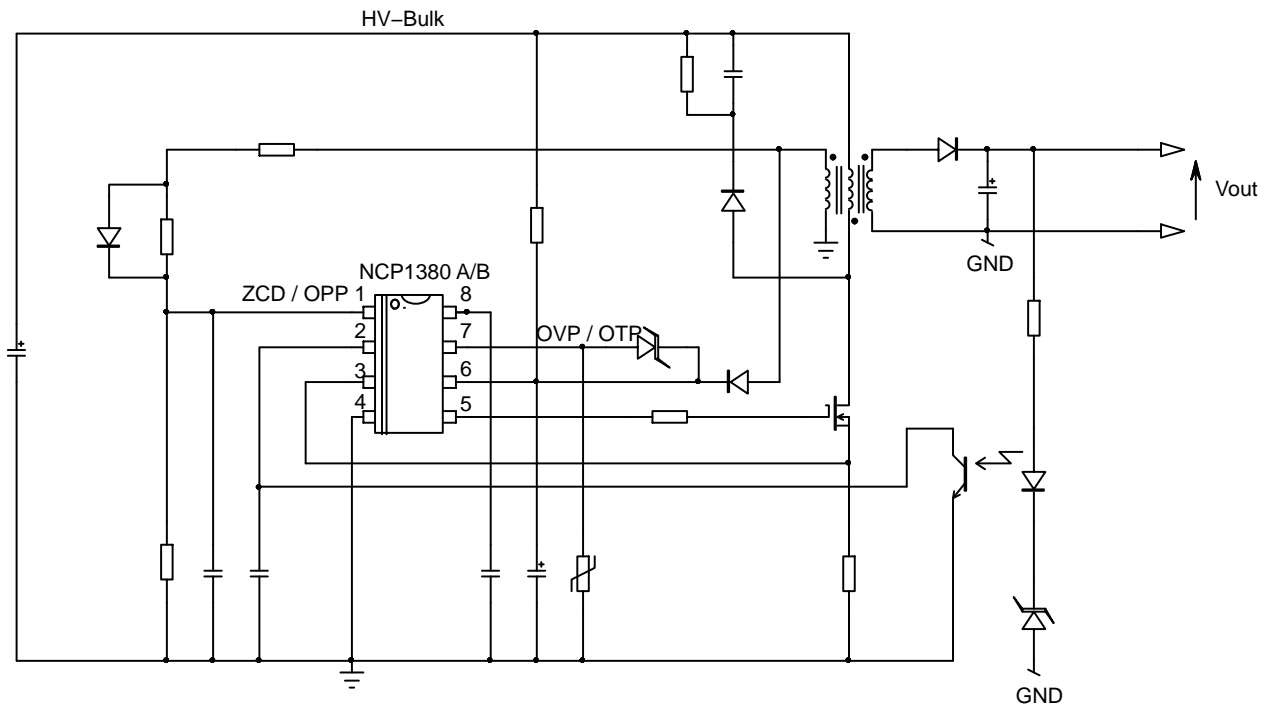 HV–Bulk
Vout
GND
NCP1380 A/B
ZCD / OPP 1
8
2
7
OVP / OTP
3
6
4
5
GND